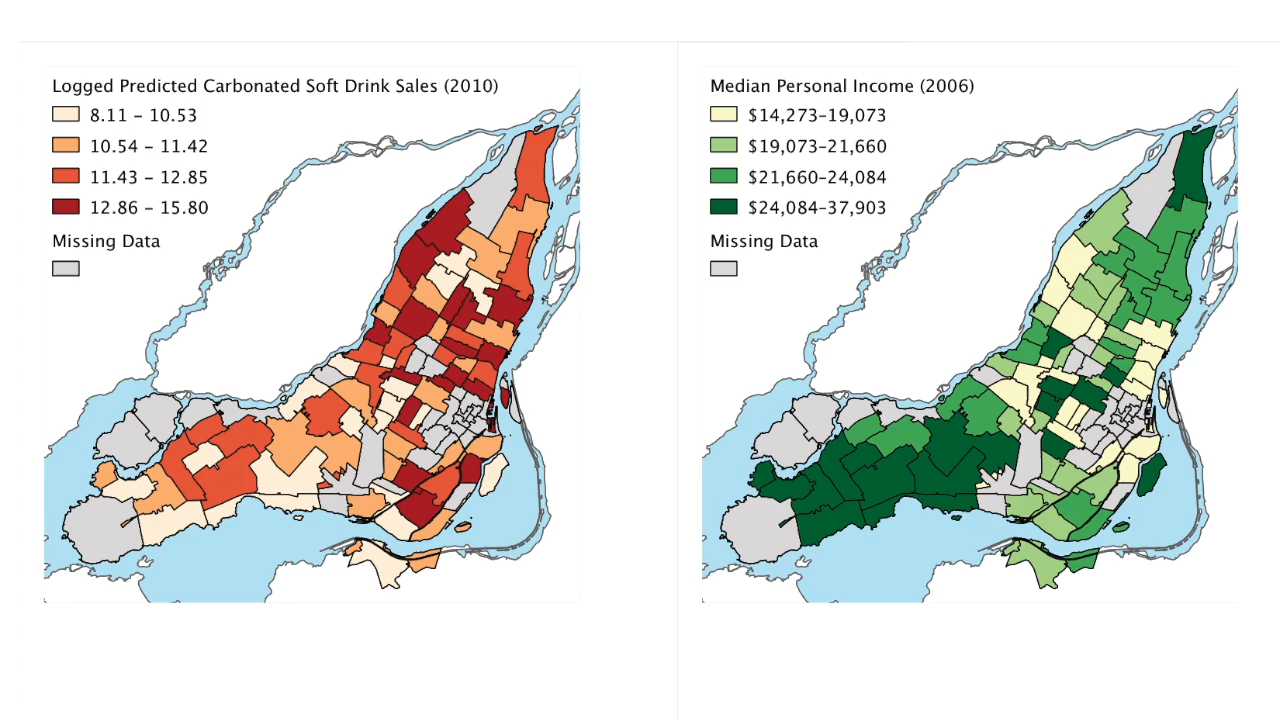 Logged Predicted Carbonated Soft Drink Sales (2010)
8.11 – 10.53
10.54 – 11.42
11.43 – 12.85
12.86 – 15.80
Missing Data
Median Personal Income (2006)
$14,273–19,073
$19,073–21,660
$21,660–24,084
$24,084–37,903
Missing Data